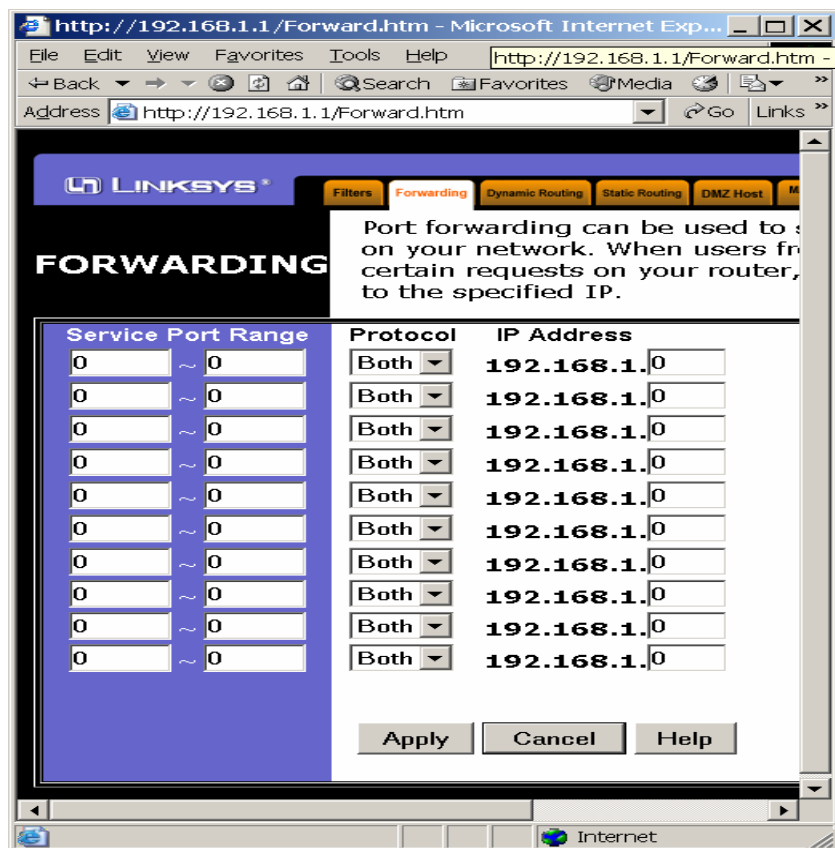 http://192.168.1.1/Forward.htm - Microsoft Internet Exp...
File Edit View Favorites Tools Help
http://192.168.1.1/Forward.htm -
Back Search Favorites Media »
Address http://192.168.1.1/Forward.htm Go Links »
LINKSYS®
Filters Forwarding Dynamic Routing Static Routing DMZ Host M
FORWARDING
Port forwarding can be used to s
on your network. When users fr
certain requests on your router,
to the specified IP.
Service Port Range Protocol IP Address
0 ~ 0 Both 192.168.1.0
0 ~ 0 Both 192.168.1.0
0 ~ 0 Both 192.168.1.0
0 ~ 0 Both 192.168.1.0
0 ~ 0 Both 192.168.1.0
0 ~ 0 Both 192.168.1.0
0 ~ 0 Both 192.168.1.0
0 ~ 0 Both 192.168.1.0
0 ~ 0 Both 192.168.1.0
0 ~ 0 Both 192.168.1.0
Apply Cancel Help
Internet